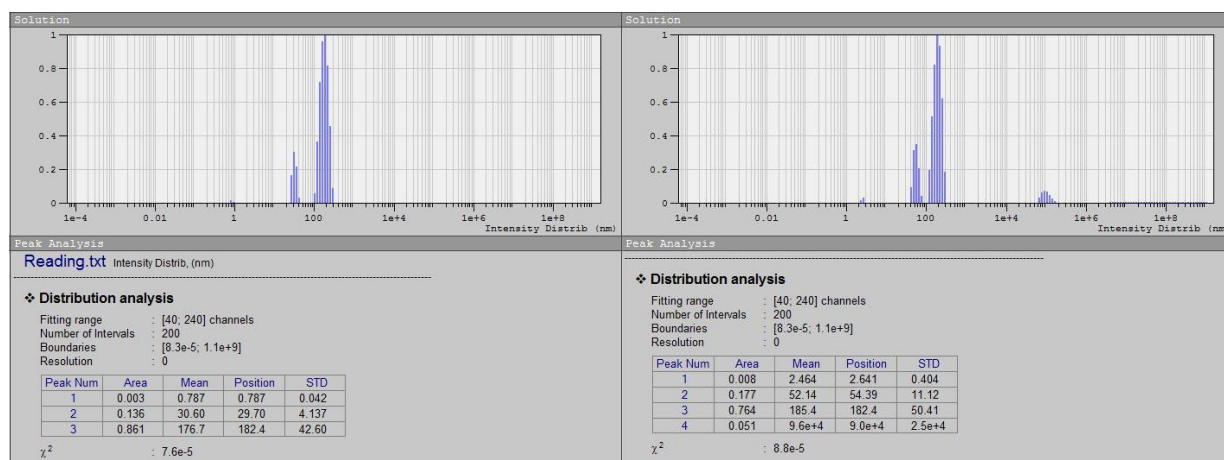 Solution
1
0.8
0.6
0.4
0.2
0
1e-4 0.01 1 100 1e+4 1e+6 1e+8
Intensity Distrib (nm)
Peak Analysis
Reading.txt Intensity Distrib, (nm)
❖ Distribution analysis
Fitting range : [40; 240] channels
Number of Intervals : 200
Boundaries : [8.3e-5; 1.1e+9]
Resolution : 0
Peak Num Area Mean Position STD
1 0.003 0.787 0.787 0.042
2 0.136 30.60 29.70 4.137
3 0.861 176.7 182.4 42.60
χ² : 7.6e-5
Solution
1
0.8
0.6
0.4
0.2
0
1e-4 0.01 1 100 1e+4 1e+6 1e+8
Intensity Distrib (nm)
Peak Analysis
❖ Distribution analysis
Fitting range : [40; 240] channels
Number of Intervals : 200
Boundaries : [8.3e-5; 1.1e+9]
Resolution : 0
Peak Num Area Mean Position STD
1 0.008 2.464 2.641 0.404
2 0.177 52.14 54.39 11.12
3 0.764 185.4 182.4 50.41
4 0.051 9.6e+4 9.0e+4 2.5e+4
χ² : 8.8e-5